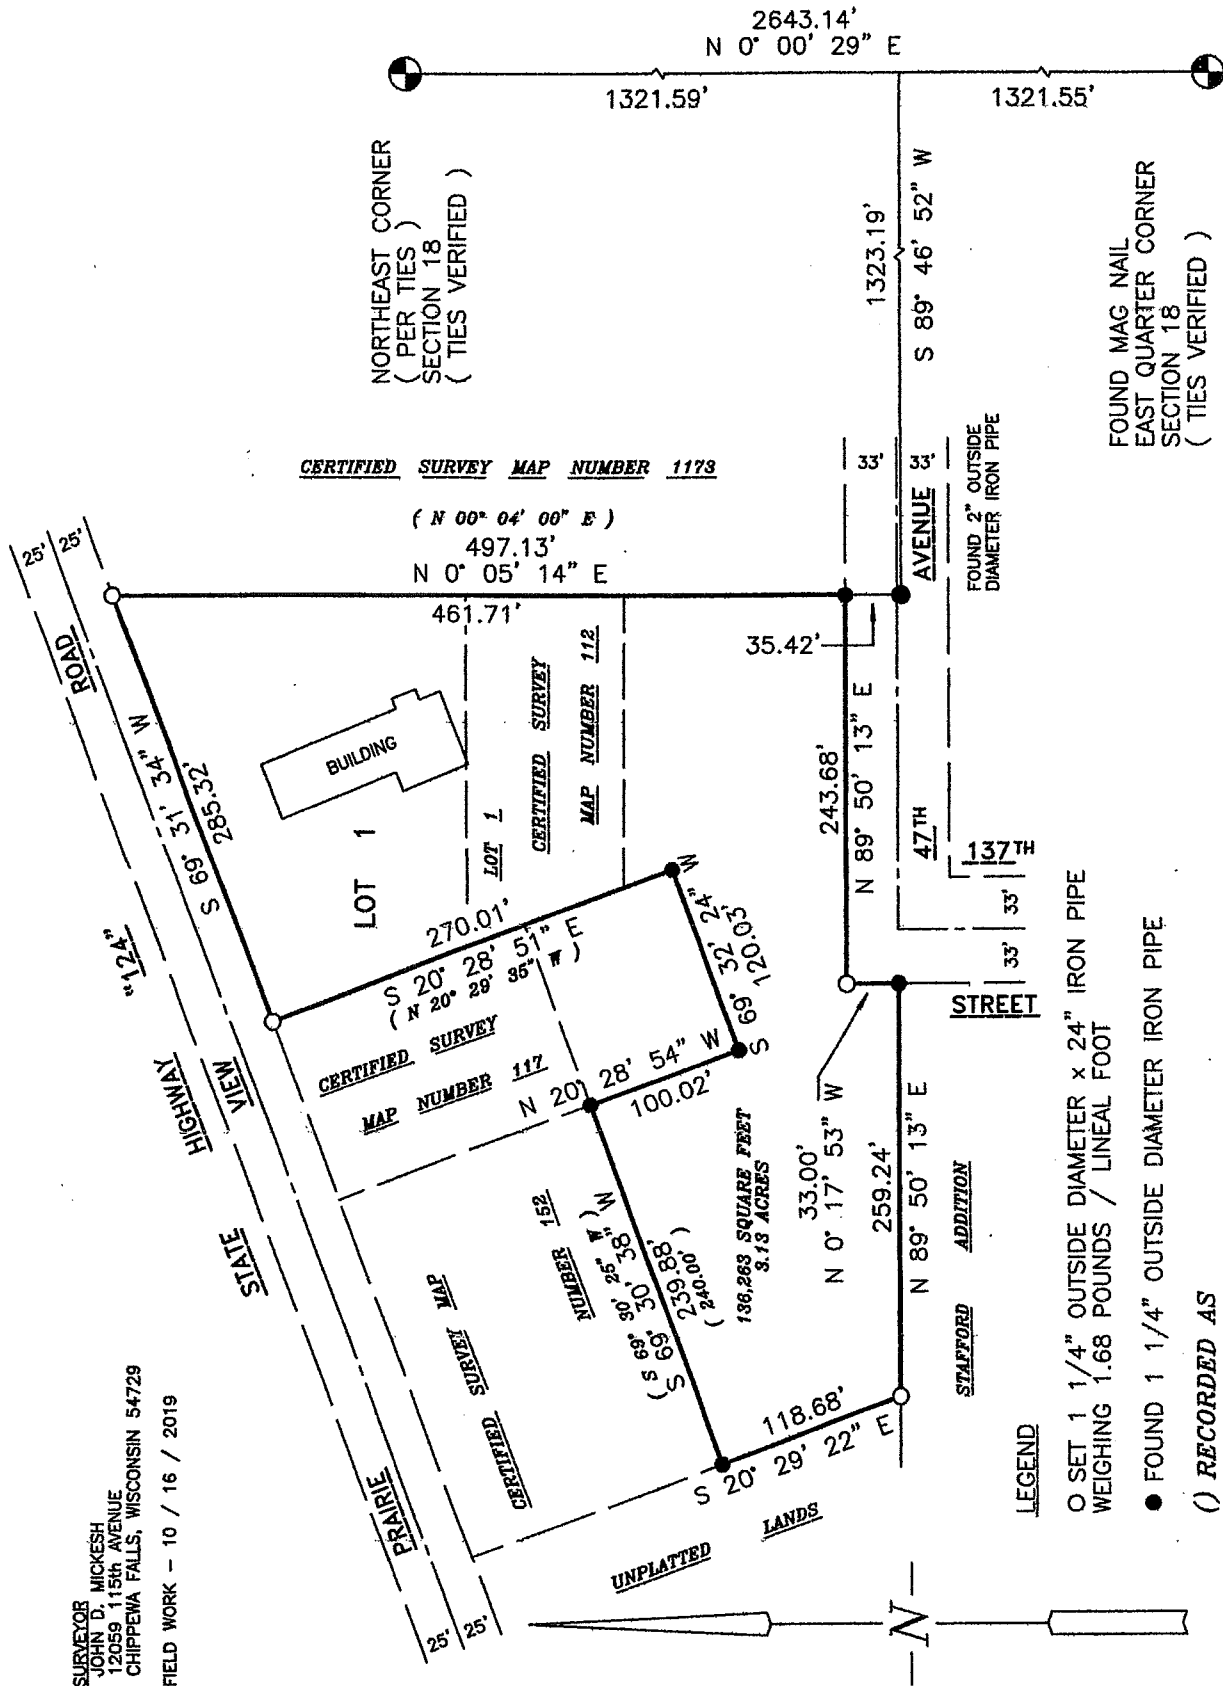 2643.14'
N 0° 00' 29" E
1321.59'
1321.55'
NORTHEAST CORNER
( PER TIES )
SECTION 18
( TIES VERIFIED )
1323.19'
S 89° 46' 52" W
FOUND MAG NAIL
EAST QUARTER CORNER
SECTION 18
( TIES VERIFIED )
CERTIFIED SURVEY MAP NUMBER 1173
( N 00° 04' 00" E )
497.13'
N 0° 05' 14" E
461.71'
33'
33'
AVENUE
FOUND 2" OUTSIDE
DIAMETER IRON PIPE
35.42'
25'
25'
ROAD
S 69° 31' 34" W
285.32'
"124"
HIGHWAY
VIEW
STATE
PRAIRIE
25'
25'
BUILDING
LOT 1
LOT 1
CERTIFIED SURVEY
MAP NUMBER 112
270.01'
S 20° 28' 51" E
( N 20° 29' 35" W )
CERTIFIED SURVEY
MAP NUMBER 117
S 69° 32' 24" W
120.03'
N 20° 28' 54" W
100.02'
243.68'
N 89° 50' 13" E
47TH
137TH
33'
33'
STREET
33.00'
N 0° 17' 53" W
136,263 SQUARE FEET
3.13 ACRES
CERTIFIED SURVEY MAP
NUMBER 152
( S 69° 30' 25" W )
S 69° 30' 38" W
239.88'
( 240.00' )
259.24'
N 89° 50' 13" E
STAFFORD ADDITION
118.68'
S 20° 29' 22" E
UNPLATTED LANDS
SURVEYOR
JOHN D. MICKESH
12059 115th AVENUE
CHIPPEWA FALLS, WISCONSIN 54729
FIELD WORK - 10 / 16 / 2019
LEGEND
O SET 1 1/4" OUTSIDE DIAMETER x 24" IRON PIPE
WEIGHING 1.68 POUNDS / LINEAL FOOT
● FOUND 1 1/4" OUTSIDE DIAMETER IRON PIPE
() RECORDED AS
N